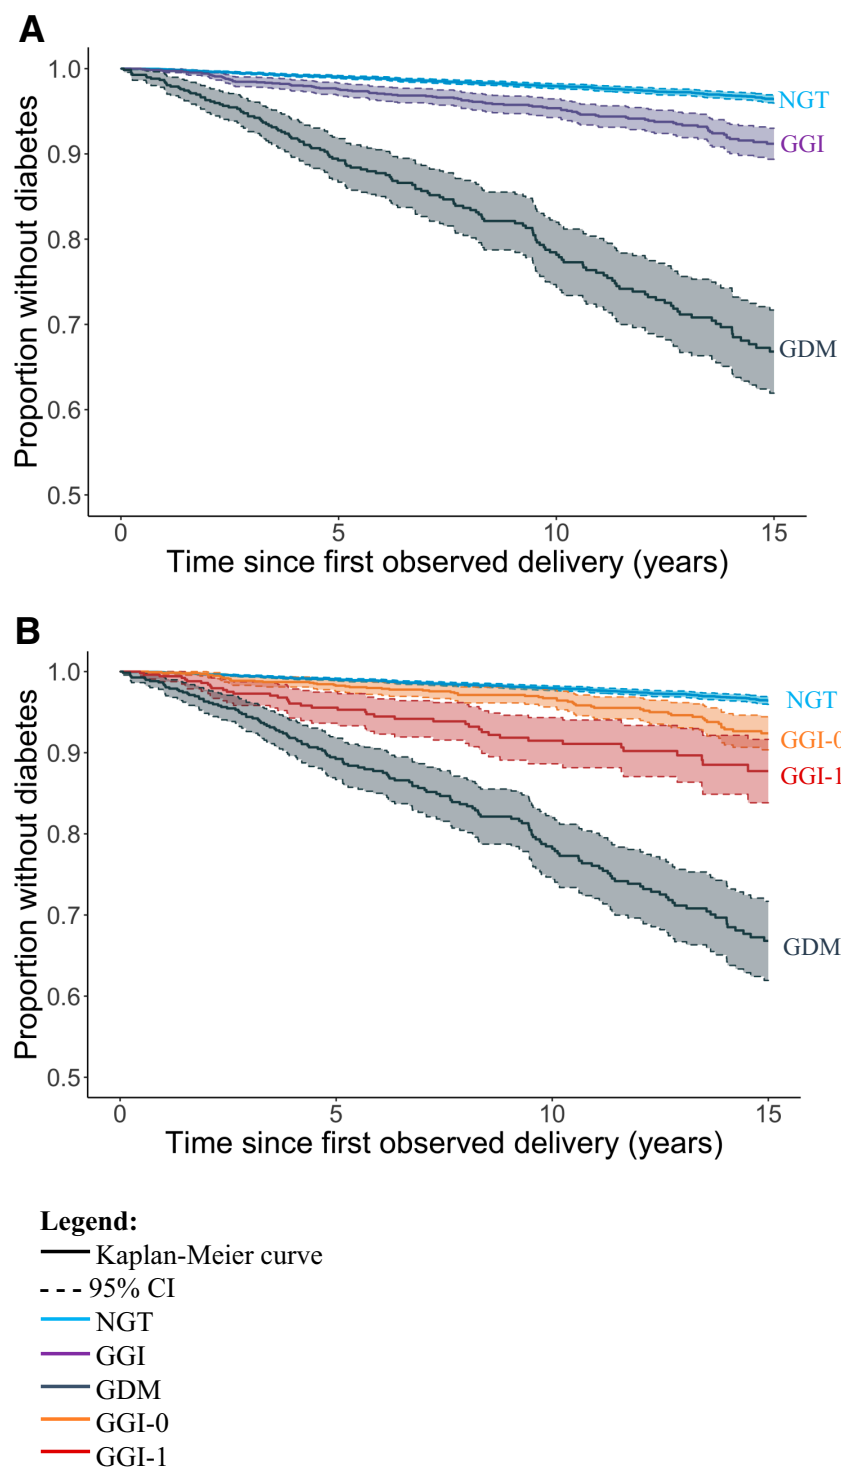 A
Proportion without diabetes
1.0
0.9
0.8
0.7
0.6
0.5
NGT
GGI
GDM
0 5 10 15
Time since first observed delivery (years)
B
Proportion without diabetes
1.0
0.9
0.8
0.7
0.6
0.5
NGT
GGI-0
GGI-1
GDM
0 5 10 15
Time since first observed delivery (years)
Legend:
Kaplan-Meier curve
95% CI
NGT
GGI
GDM
GGI-0
GGI-1